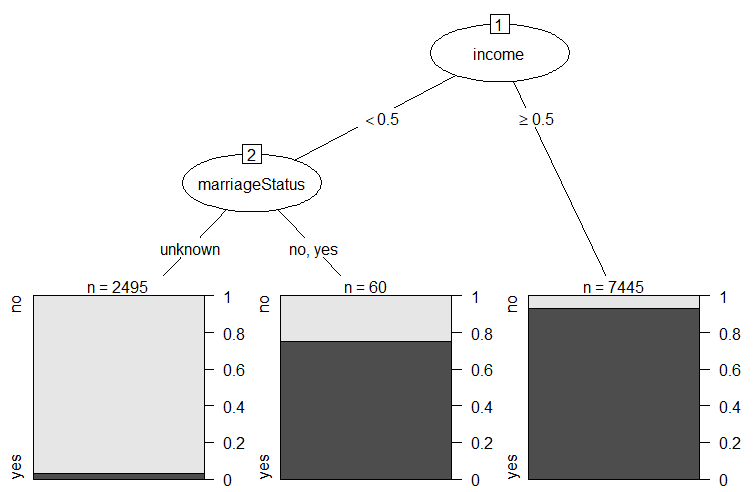 1
income
< 0.5
≥ 0.5
2
marriageStatus
unknown
no, yes
n = 2495
no
yes
1
0.8
0.6
0.4
0.2
0
n = 60
no
yes
1
0.8
0.6
0.4
0.2
0
n = 7445
no
yes
1
0.8
0.6
0.4
0.2
0